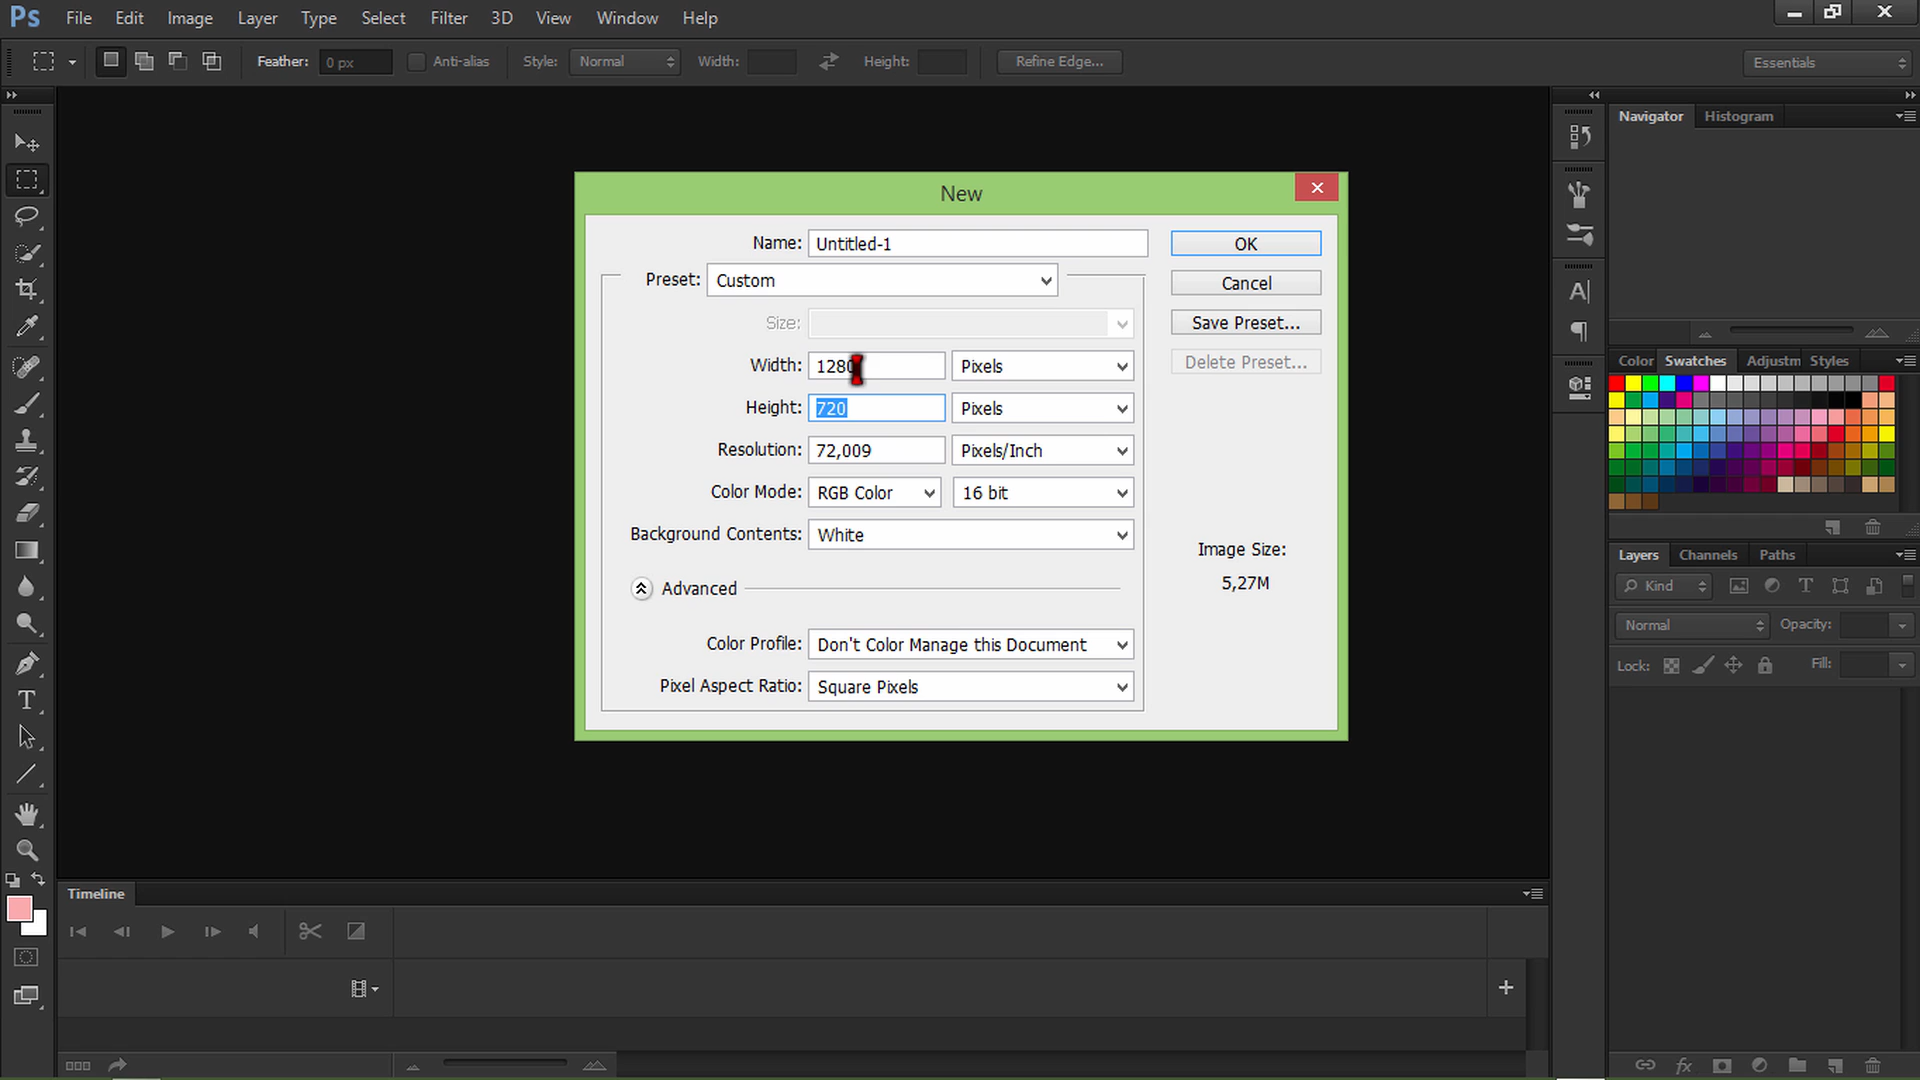 Ps File Edit Image Layer Type Select Filter 3D View Window Help
Feather: 0 px Anti-alias Style: Normal Width: Height: Refine Edge... Essentials
Navigator Histogram
New
Name: Untitled-1 OK
Preset: Custom Cancel
Size: Save Preset...
Width: 1280 Pixels Delete Preset...
Height: 720 Pixels
Resolution: 72,009 Pixels/Inch
Color Mode: RGB Color 16 bit
Background Contents: White
Image Size:
5,27M
Advanced
Color Profile: Don't Color Manage this Document
Pixel Aspect Ratio: Square Pixels
Color Swatches Adjustm Styles
Layers Channels Paths
Kind
Normal Opacity:
Lock: Fill:
Timeline